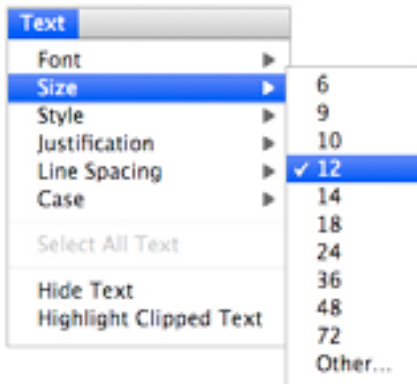 Text
Font
Size
Style
Justification
Line Spacing
Case
Select All Text
Hide Text
Highlight Clipped Text
6
9
10
✓ 12
14
18
24
36
48
72
Other...